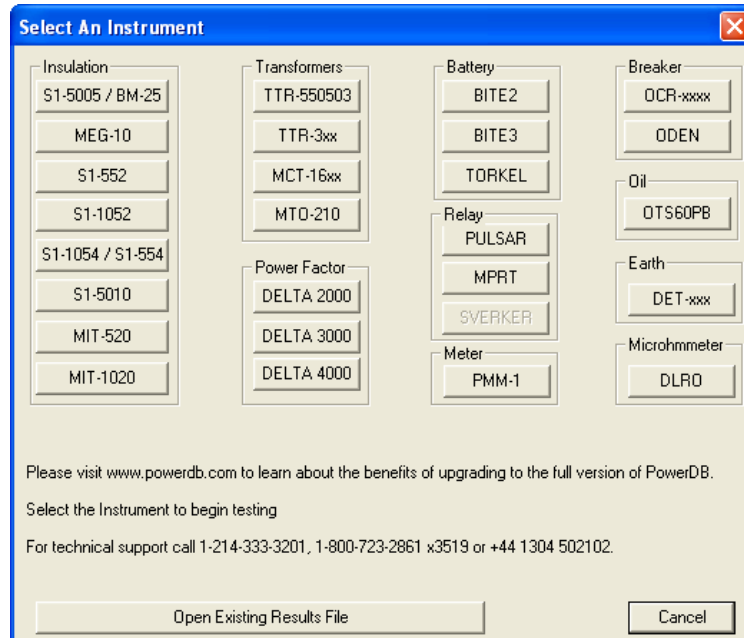 Select An Instrument
Insulation
S1-5005 / BM-25
MEG-10
S1-552
S1-1052
S1-1054 / S1-554
S1-5010
MIT-520
MIT-1020
Transformers
TTR-550503
TTR-3xx
MCT-16xx
MTO-210
Power Factor
DELTA 2000
DELTA 3000
DELTA 4000
Battery
BITE2
BITE3
TORKEL
Relay
PULSAR
MPRT
SVERKER
Meter
PMM-1
Breaker
OCR-xxxx
ODEN
Oil
OTS60PB
Earth
DET-xxx
Microhmmeter
DLRO
Please visit www.powerdb.com to learn about the benefits of upgrading to the full version of PowerDB.
Select the Instrument to begin testing
For technical support call 1-214-333-3201, 1-800-723-2861 x3519 or +44 1304 502102.
Open Existing Results File
Cancel